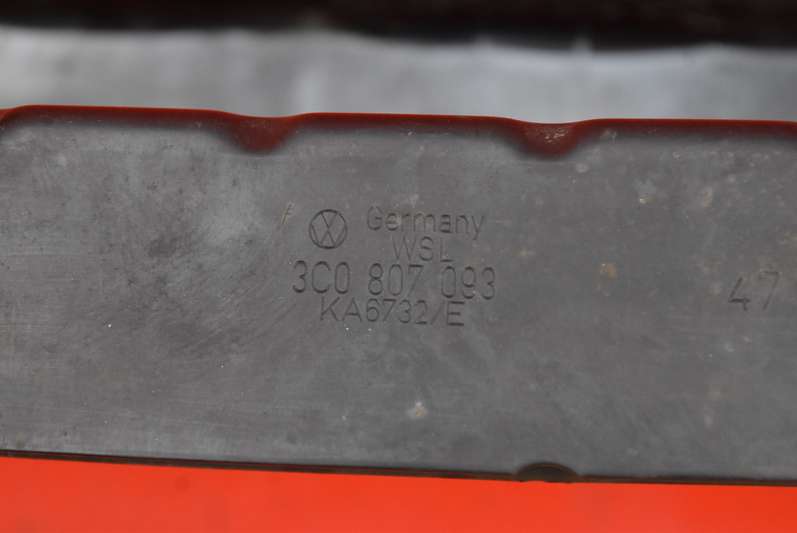 Germany
WSL
3C0 807 093
KA6732/E
47